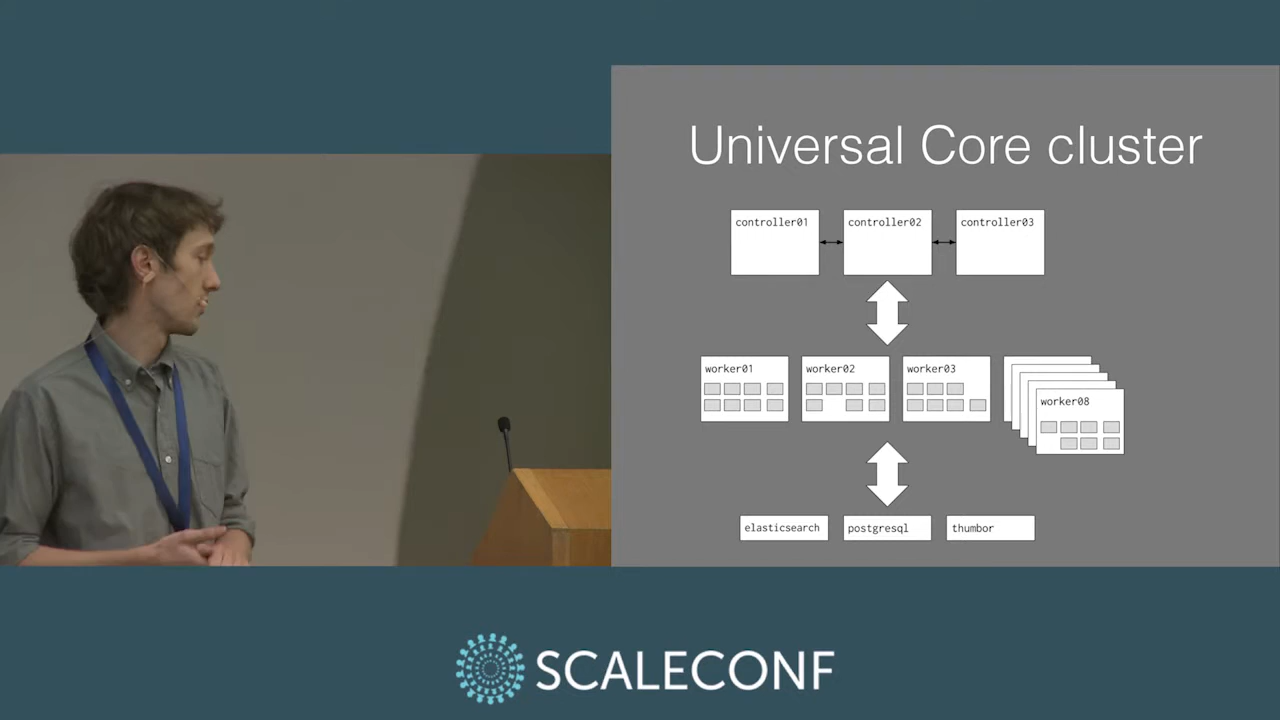 Universal Core cluster
controller01 controller02 controller03
worker01 worker02 worker03
worker08
elasticsearch postgresql thumbor
SCALECONF